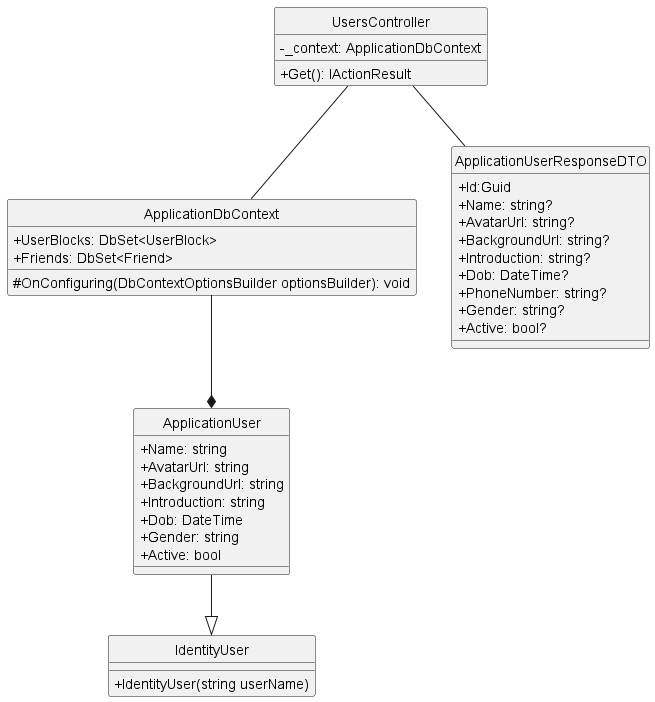 UsersController
-_context: ApplicationDbContext
+Get(): IActionResult
ApplicationUserResponseDTO
+Id:Guid
+Name: string?
+AvatarUrl: string?
+BackgroundUrl: string?
+Introduction: string?
+Dob: DateTime?
+PhoneNumber: string?
+Gender: string?
+Active: bool?
ApplicationDbContext
+UserBlocks: DbSet<UserBlock>
+Friends: DbSet<Friend>
#OnConfiguring(DbContextOptionsBuilder optionsBuilder): void
ApplicationUser
+Name: string
+AvatarUrl: string
+BackgroundUrl: string
+Introduction: string
+Dob: DateTime
+Gender: string
+Active: bool
IdentityUser
+IdentityUser(string userName)